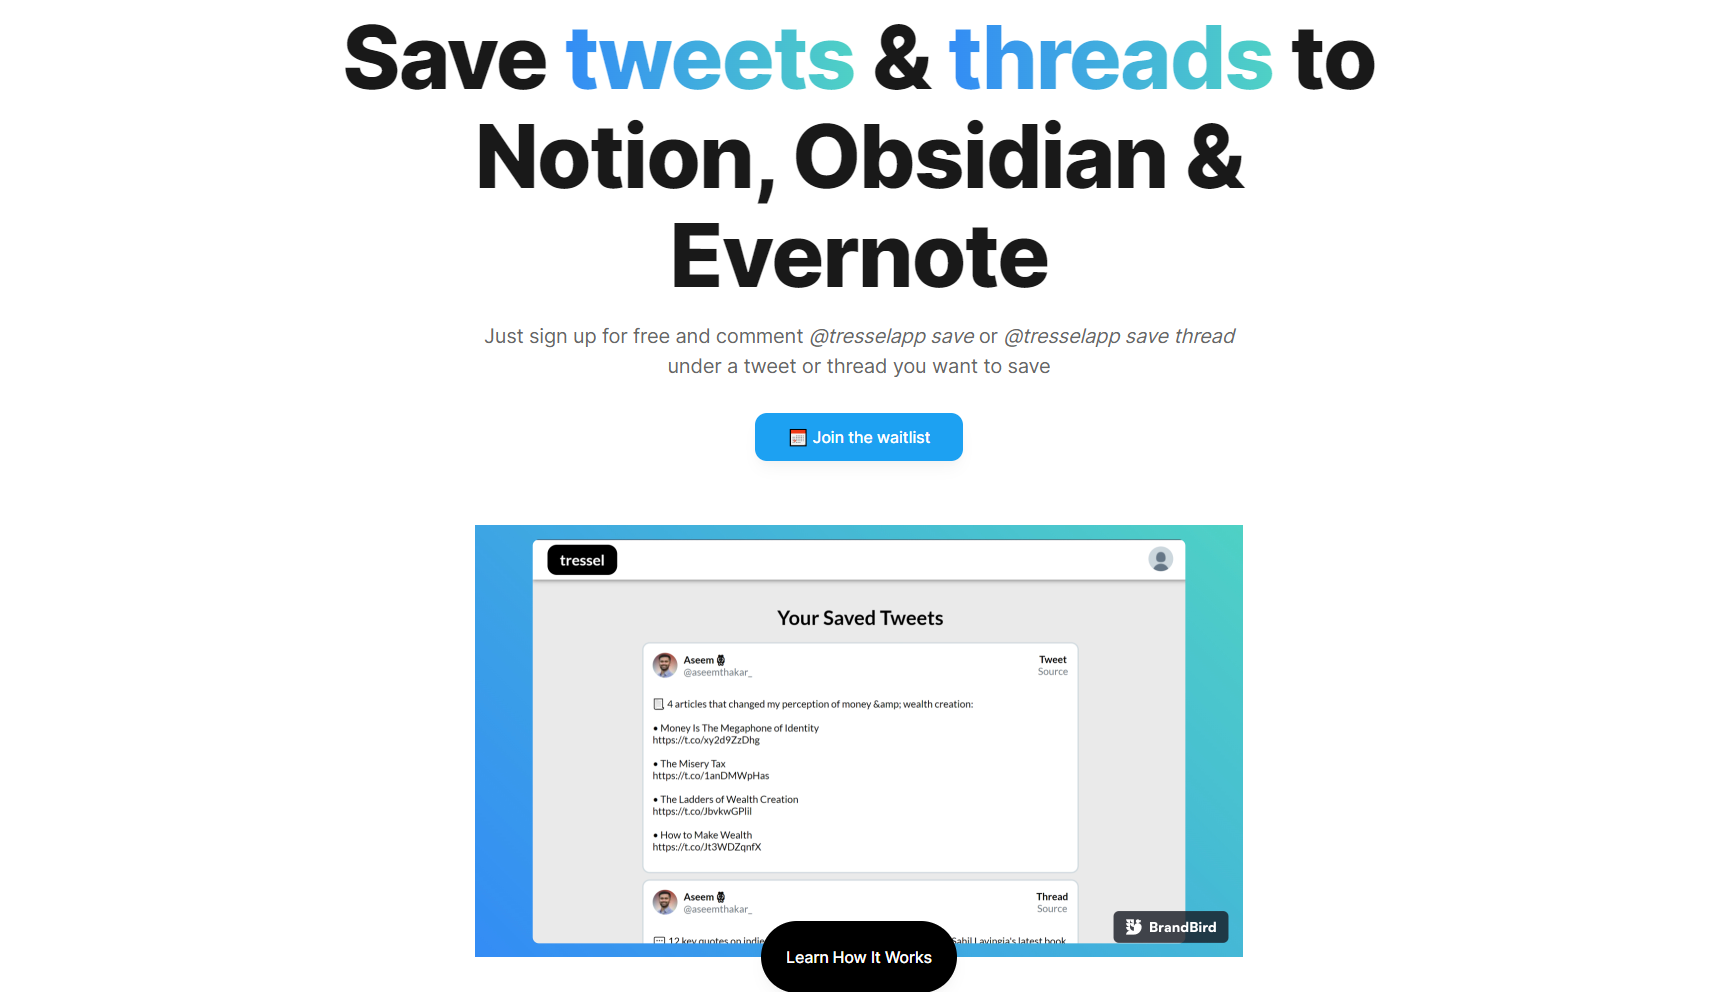 Save tweets & threads to
Notion, Obsidian &
Evernote
Just sign up for free and comment @tresselapp save or @tresselapp save thread
under a tweet or thread you want to save
Join the waitlist
tressel
Your Saved Tweets
Aseem
@aseemthakar_
Tweet
Source
4 articles that changed my perception of money &amp; wealth creation:
• Money Is The Megaphone of Identity
https://t.co/xy2d9ZzDhg
• The Misery Tax
https://t.co/1anDMWpHas
• The Ladders of Wealth Creation
https://t.co/JbvkwGPlil
• How to Make Wealth
https://t.co/Jt3WDZqnfX
Aseem
@aseemthakar_
Thread
Source
12 key quotes on indie Sahil Lavingia's latest book
BrandBird
Learn How It Works